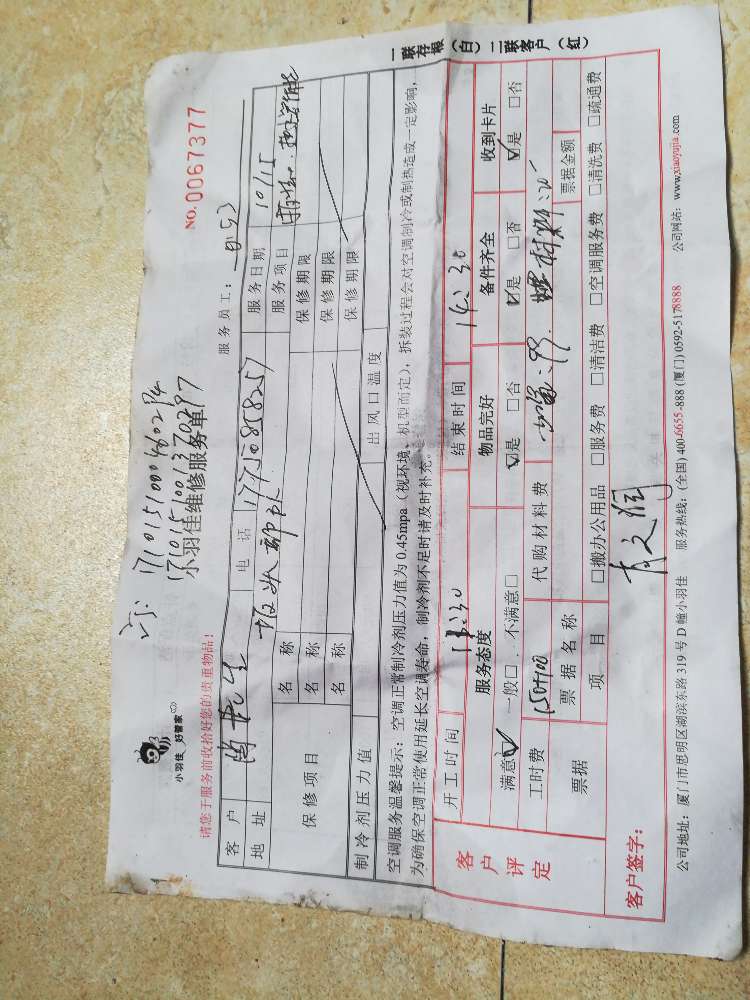 订: 1710151000460294
17101510013 70297
小羽佳 好管家
小羽佳维修服务单
NO. 0067377
请您于服务前收拾好您的贵重物品!
服务员工:
客户 电话 17750858257 服务日期 10/15
地址 服务项目
保修项目 名称 保修期限
名称 保修期限
名称 保修期限
制冷剂压力值 出风口温度
空调服务温馨提示: 空调正常制冷剂压力值为 0.45mpa (视环境、机型而定), 拆装过程会对空调制冷或制热造成一定影响,
为确保空调正常使用延长空调寿命, 制冷剂不足时请及时补充。
一联存根(白)二联客户(红)
客户评定
开工时间 13:30 结束时间 14:30
服务态度 物品完好 备件齐全 收到卡片
满意☑ 一般□ 不满意□ ☑是 □否 ☑是 □否 ☑是 □否
工时费 150+100 代购材料费
票据 票据名称 票据金额
项目 □搬办公用品 □服务费 □清洁费 □空调服务费 □清洗费 □疏通费
客户签字:
公司地址: 厦门市思明区湖滨东路 319 号 D 幢小羽佳 服务热线: (全国) 400-6655-888 (厦门) 0592-5178888 公司网站: www.xiaoyujia.com